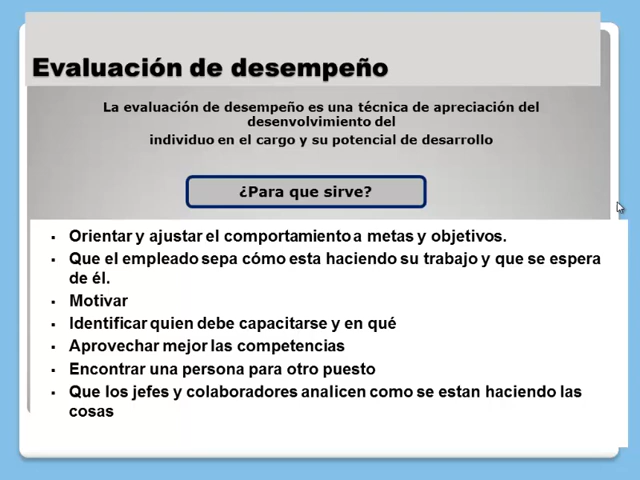 Evaluación de desempeño
La evaluación de desempeño es una técnica de apreciación del
desenvolvimiento del
individuo en el cargo y su potencial de desarrollo
¿Para que sirve?
▪ Orientar y ajustar el comportamiento a metas y objetivos.
▪ Que el empleado sepa cómo esta haciendo su trabajo y que se espera
de él.
▪ Motivar
▪ Identificar quien debe capacitarse y en qué
▪ Aprovechar mejor las competencias
▪ Encontrar una persona para otro puesto
▪ Que los jefes y colaboradores analicen como se estan haciendo las
cosas